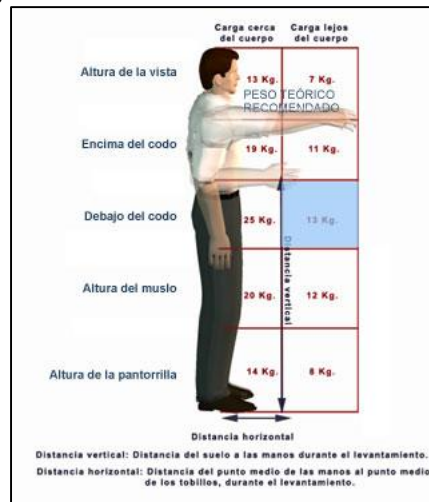 Carga cerca del cuerpo
Carga lejos del cuerpo
Altura de la vista
13 Kg.
7 Kg.
PESO TEÓRICO
RECOMENDADO
Encima del codo
19 Kg.
11 Kg.
Debajo del codo
25 Kg.
13 Kg.
Distancia vertical
Altura del muslo
20 Kg.
12 Kg.
Altura de la pantorrilla
14 Kg.
8 Kg.
Distancia horizontal
Distancia vertical: Distancia del suelo a las manos durante el levantamiento.
Distancia horizontal: Distancia del punto medio de las manos al punto medio
de los tobillos, durante el levantamiento.